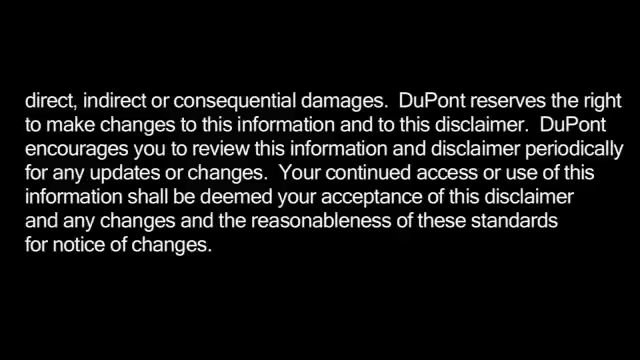 direct, indirect or consequential damages.  DuPont reserves the right
to make changes to this information and to this disclaimer.  DuPont
encourages you to review this information and disclaimer periodically
for any updates or changes.  Your continued access or use of this
information shall be deemed your acceptance of this disclaimer
and any changes and the reasonableness of these standards
for notice of changes.